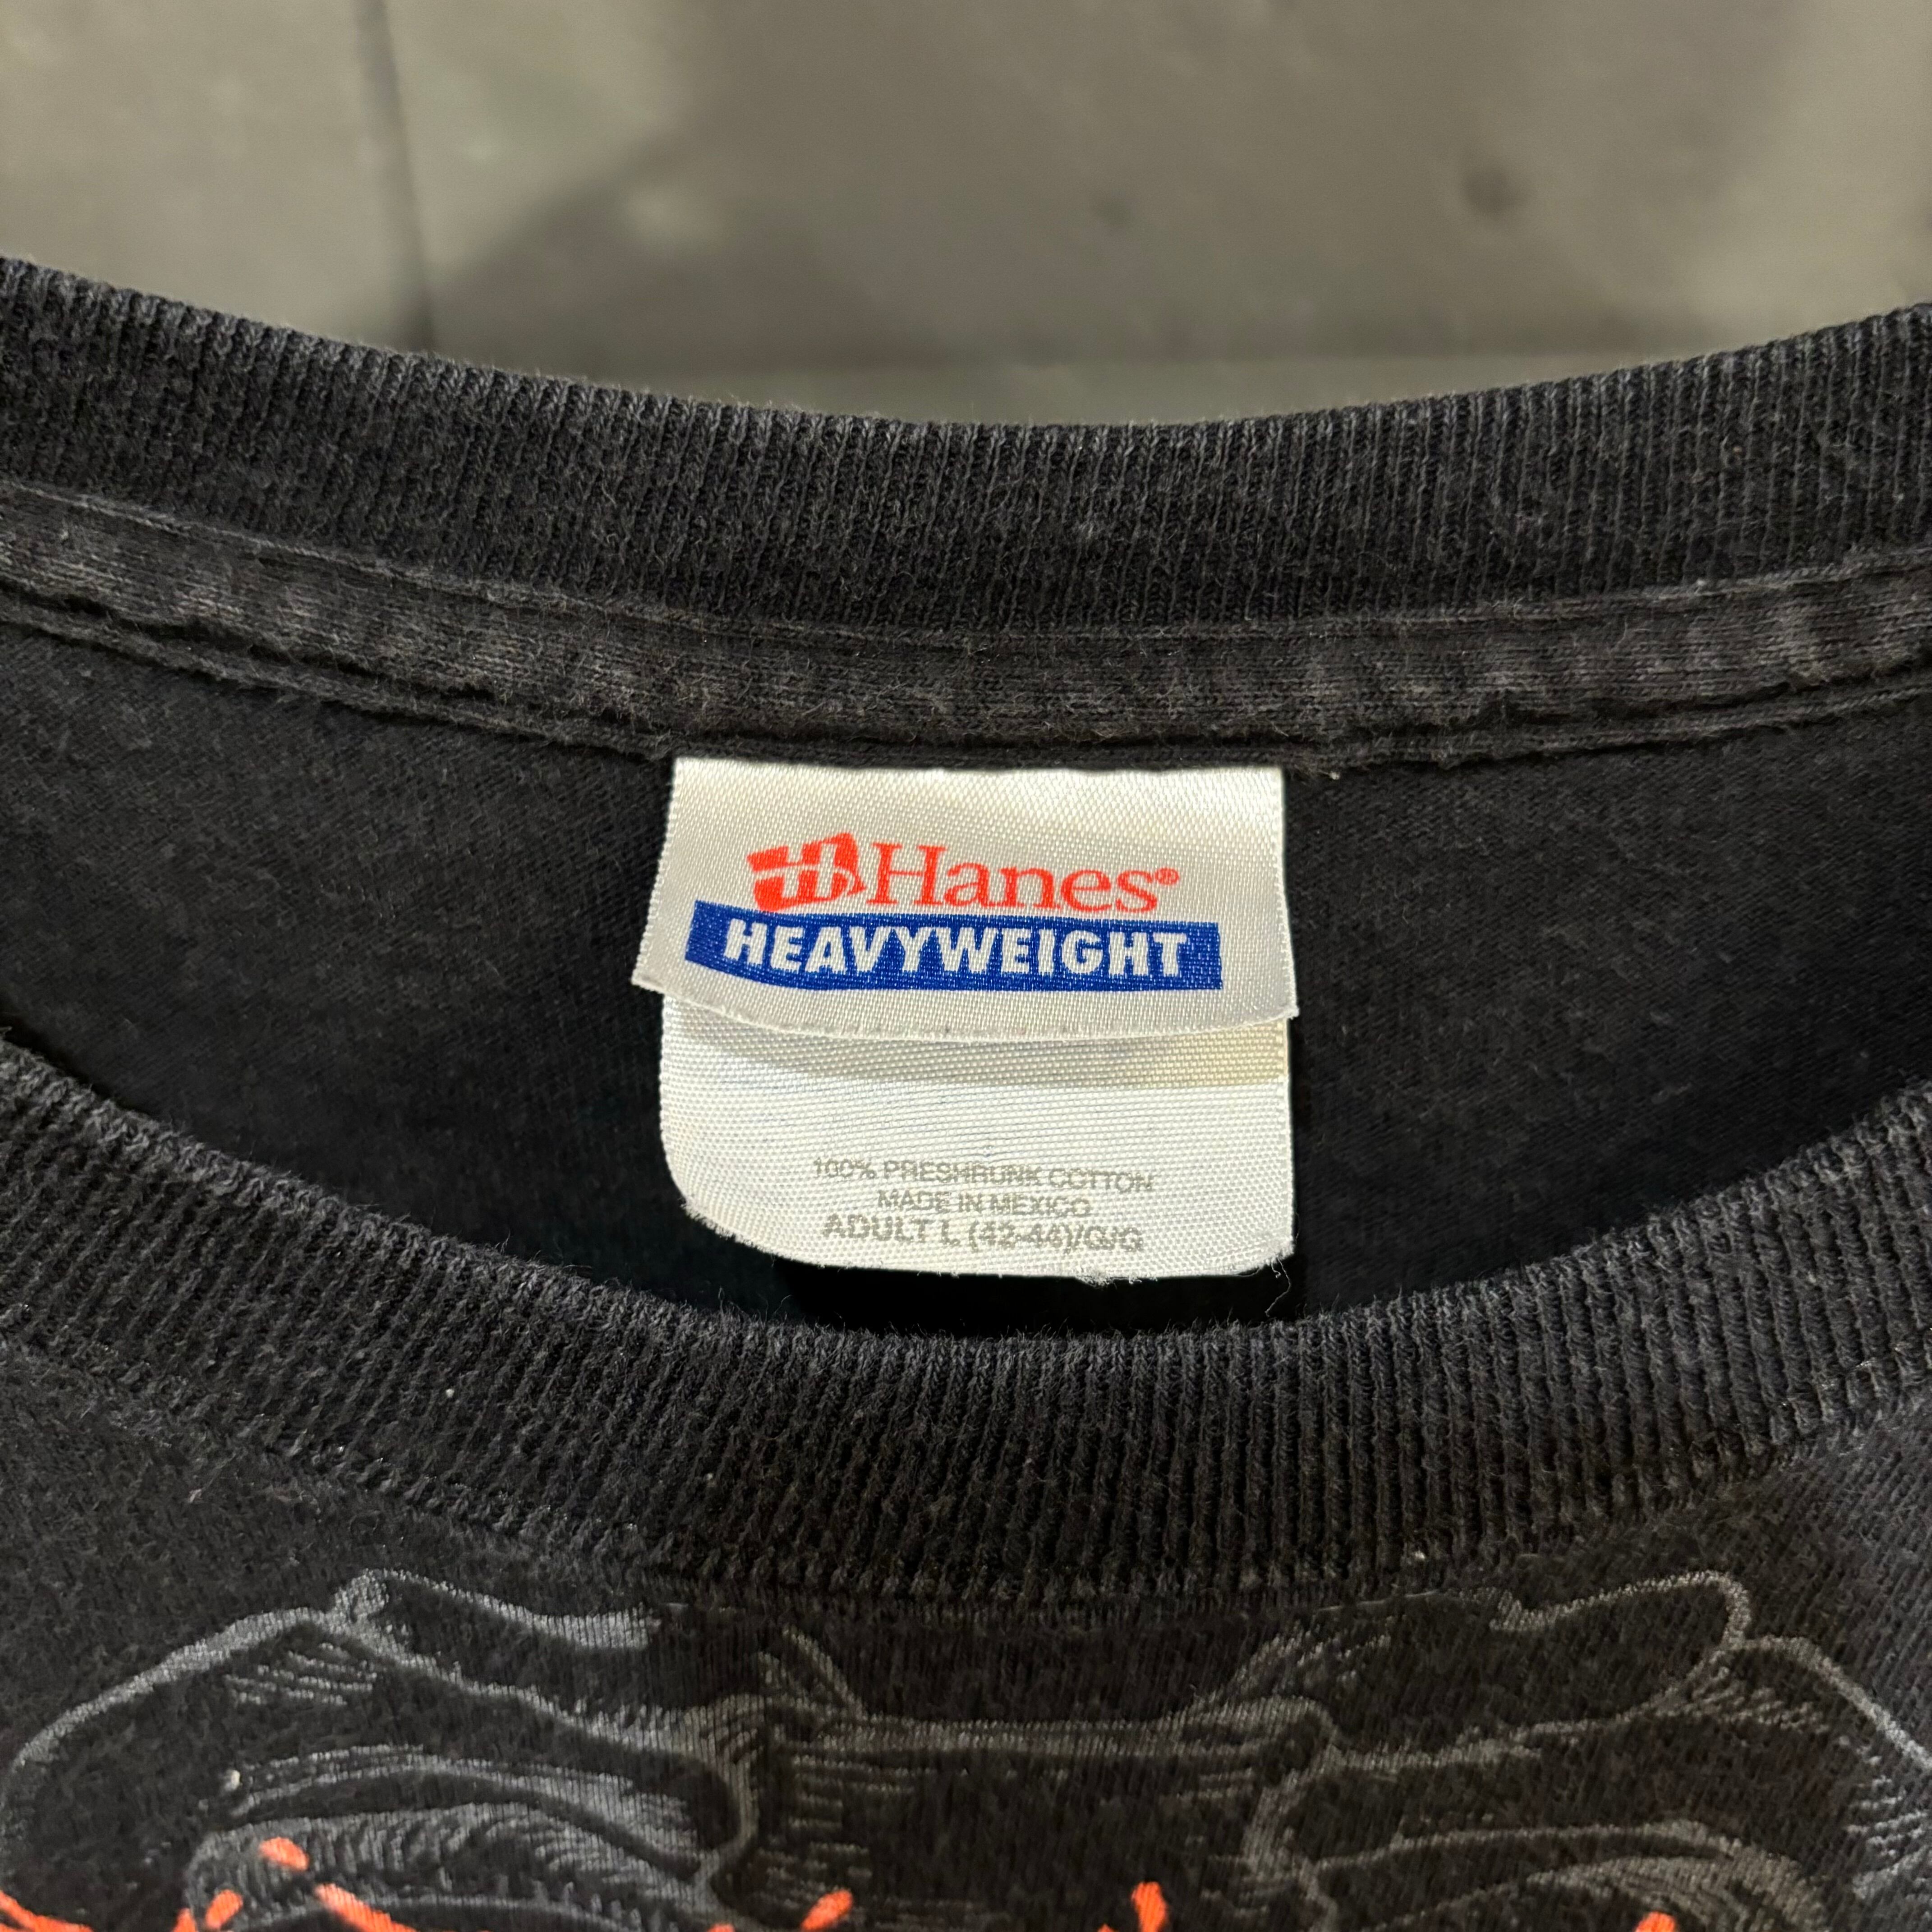 Hanes®
HEAVYWEIGHT
100% PRESHRUNK COTTON
MADE IN MEXICO
ADULT L (42-44)/G/G